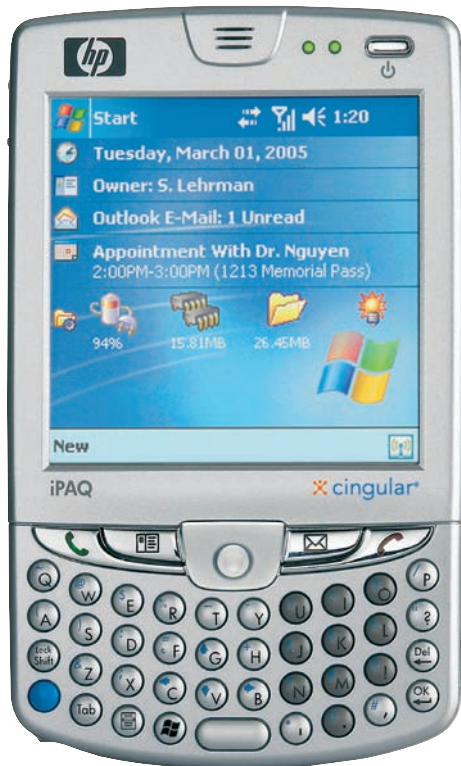 hp
Start 1:20
Tuesday, March 01, 2005
Owner: S. Lehrman
Outlook E-Mail: 1 Unread
Appointment With Dr. Nguyen
2:00PM-3:00PM (1213 Memorial Pass)
94% 15.81MB 26.45MB
New
iPAQ cingular
Q W E R T Y U I O P
A S D F G H J K L ?
Lock Shift Z X C V B N M ! Del
Tab , . #, OK